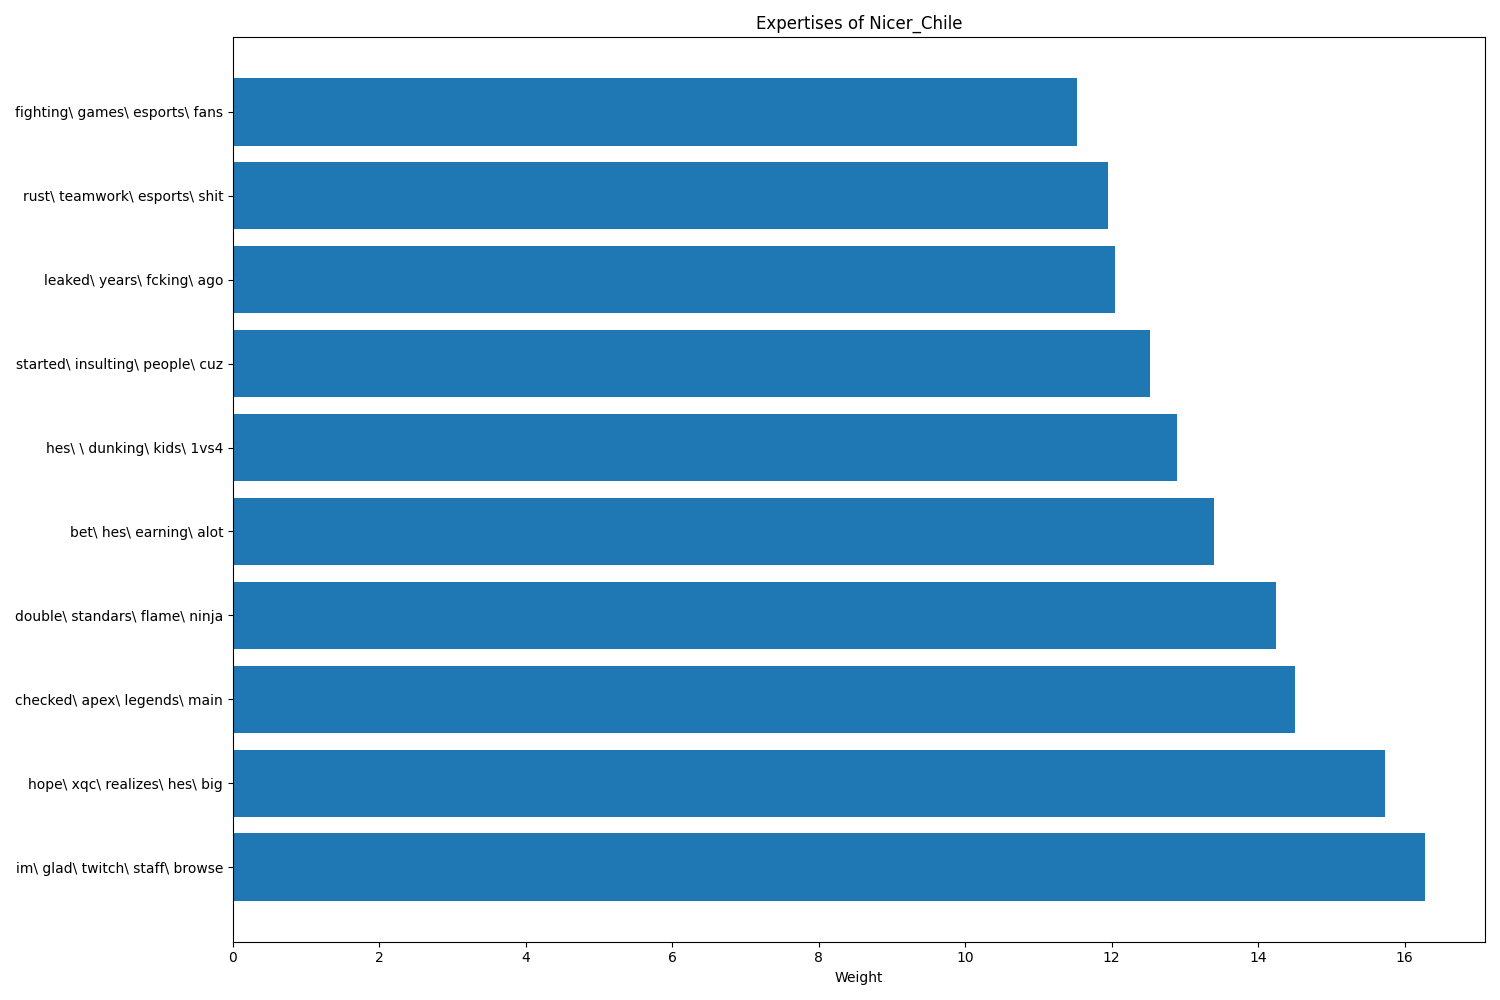 Expertises of Nicer_Chile
fighting\ games\ esports\ fans
rust\ teamwork\ esports\ shit
leaked\ years\ fcking\ ago
started\ insulting\ people\ cuz
hes\ \ dunking\ kids\ 1vs4
bet\ hes\ earning\ alot
double\ standars\ flame\ ninja
checked\ apex\ legends\ main
hope\ xqc\ realizes\ hes\ big
im\ glad\ twitch\ staff\ browse
0 2 4 6 8 10 12 14 16
Weight